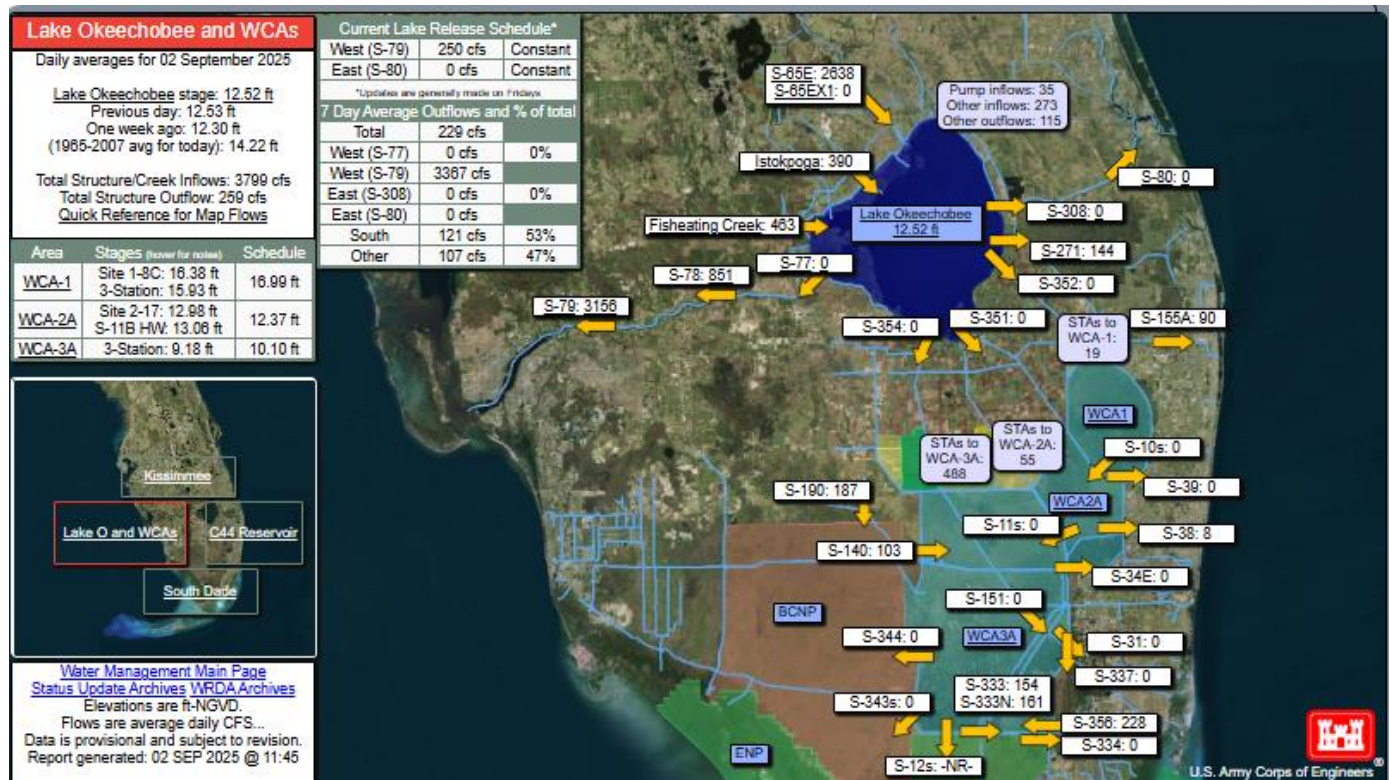 Lake Okeechobee and WCAs
Daily averages for 02 September 2025
Lake Okeechobee stage: 12.52 ft
Previous day: 12.53 ft
One week ago: 12.30 ft
(1965-2007 avg for today): 14.22 ft
Total Structure/Creek Inflows: 3799 cfs
Total Structure Outflow: 259 cfs
Quick Reference for Map Flows
Area Stages (hover for notes) Schedule
WCA-1 Site 1-8C: 16.38 ft 16.99 ft
3-Station: 15.93 ft
WCA-2A Site 2-17: 12.98 ft 12.37 ft
S-11B HW: 13.06 ft
WCA-3A 3-Station: 9.18 ft 10.10 ft
Current Lake Release Schedule*
West (S-79) 250 cfs Constant
East (S-80) 0 cfs Constant
*Updates are generally made on Fridays
7 Day Average Outflows and % of total
Total 229 cfs
West (S-77) 0 cfs 0%
West (S-79) 3367 cfs
East (S-308) 0 cfs 0%
East (S-80) 0 cfs
South 121 cfs 53%
Other 107 cfs 47%
S-65E: 2638
S-65EX1: 0
Pump inflows: 35
Other inflows: 273
Other outflows: 115
Istokpoga: 390
S-80: 0
Fisheating Creek: 463
Lake Okeechobee
12.52 ft
S-308: 0
S-271: 144
S-77: 0
S-78: 851
S-352: 0
S-79: 3156
S-354: 0
S-351: 0
STAs to
WCA-1:
19
S-155A: 90
WCA1
STAs to
WCA-3A:
488
STAs to
WCA-2A:
55
S-10s: 0
S-39: 0
S-190: 187
WCA2A
S-11s: 0
S-38: 8
S-140: 103
S-34E: 0
S-151: 0
BCNP
S-344: 0
WCA3A
S-31: 0
S-337: 0
S-333: 154
S-333N: 161
S-343s: 0
S-356: 228
S-334: 0
ENP
S-12s: -NR-
Kissimmee
Lake O and WCAs
C44 Reservoir
South Dade
Water Management Main Page
Status Update Archives WRDA Archives
Elevations are ft-NGVD.
Flows are average daily CFS...
Data is provisional and subject to revision.
Report generated: 02 SEP 2025 @ 11:45
U.S. Army Corps of Engineers®